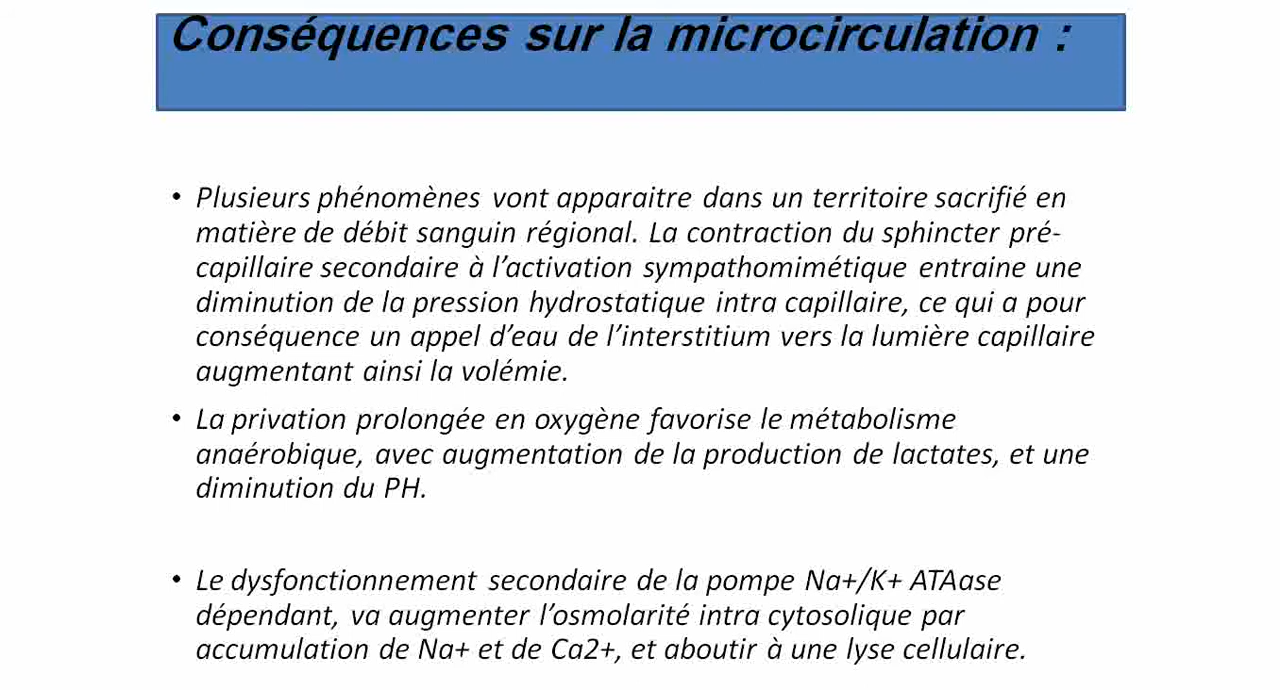 Conséquences sur la microcirculation :
• Plusieurs phénomènes vont apparaitre dans un territoire sacrifié en
matière de débit sanguin régional. La contraction du sphincter pré-
capillaire secondaire à l’activation sympathomimétique entraine une
diminution de la pression hydrostatique intra capillaire, ce qui a pour
conséquence un appel d’eau de l’interstitium vers la lumière capillaire
augmentant ainsi la volémie.
• La privation prolongée en oxygène favorise le métabolisme
anaérobique, avec augmentation de la production de lactates, et une
diminution du PH.
• Le dysfonctionnement secondaire de la pompe Na+/K+ ATAase
dépendant, va augmenter l’osmolarité intra cytosolique par
accumulation de Na+ et de Ca2+, et aboutir à une lyse cellulaire.